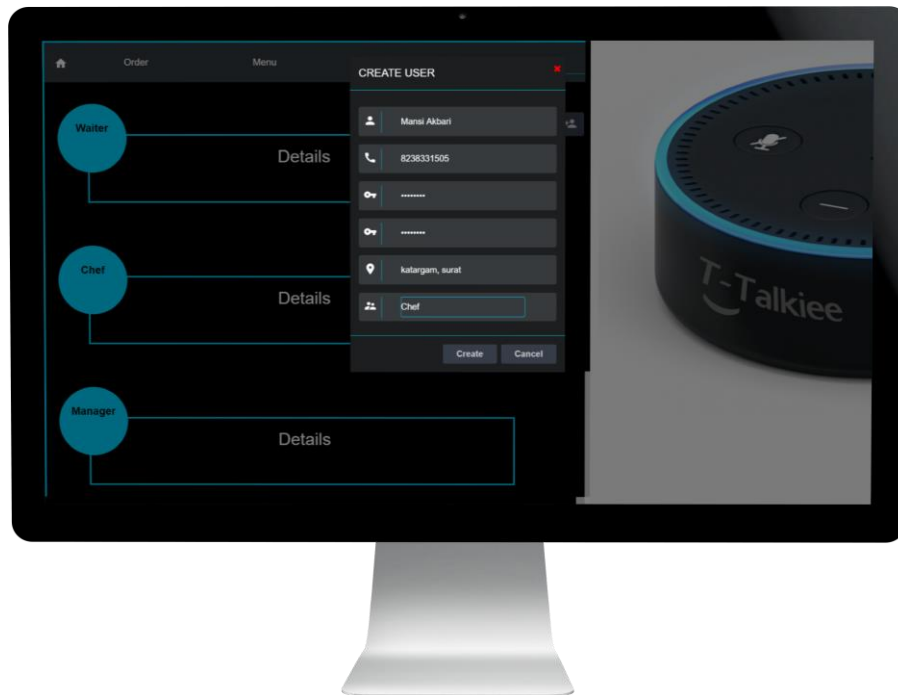 Order
Menu
CREATE USER
Waiter
Details
Mansi Akbari
8238331505
••••••••
••••••••
katargam, surat
Chef
Chef
Details
Create
Cancel
Manager
Details
T-Talkiee